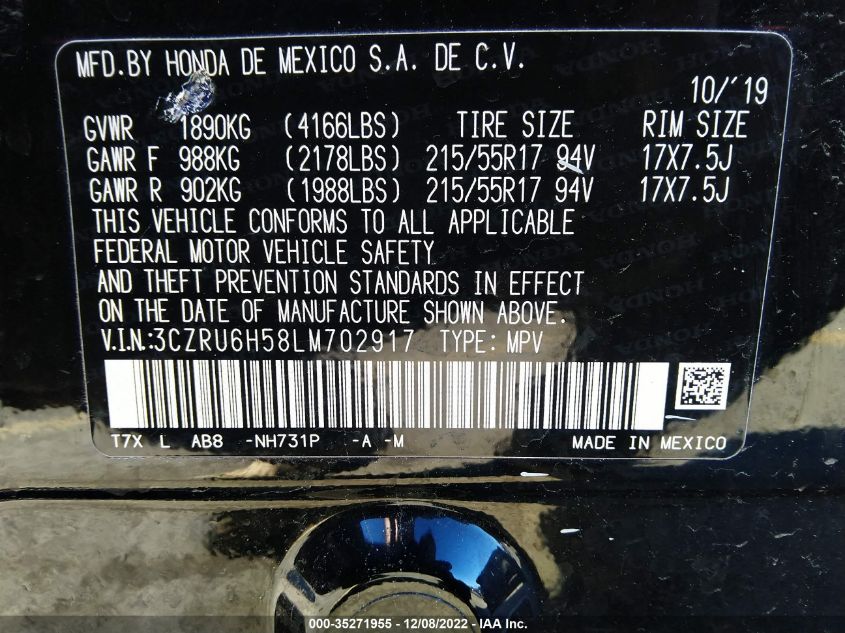 MFD.BY HONDA DE MEXICO S.A. DE C.V.
10/'19
GVWR 1890KG (4166LBS) TIRE SIZE RIM SIZE
GAWR F 988KG (2178LBS) 215/55R17 94V 17X7.5J
GAWR R 902KG (1988LBS) 215/55R17 94V 17X7.5J
THIS VEHICLE CONFORMS TO ALL APPLICABLE
FEDERAL MOTOR VEHICLE SAFETY
AND THEFT PREVENTION STANDARDS IN EFFECT
ON THE DATE OF MANUFACTURE SHOWN ABOVE.
V.I.N.:3CZRU6H58LM702917 TYPE: MPV
T7X L AB8 -NH731P -A -M MADE IN MEXICO
000-35271955 - 12/08/2022 - IAA Inc.